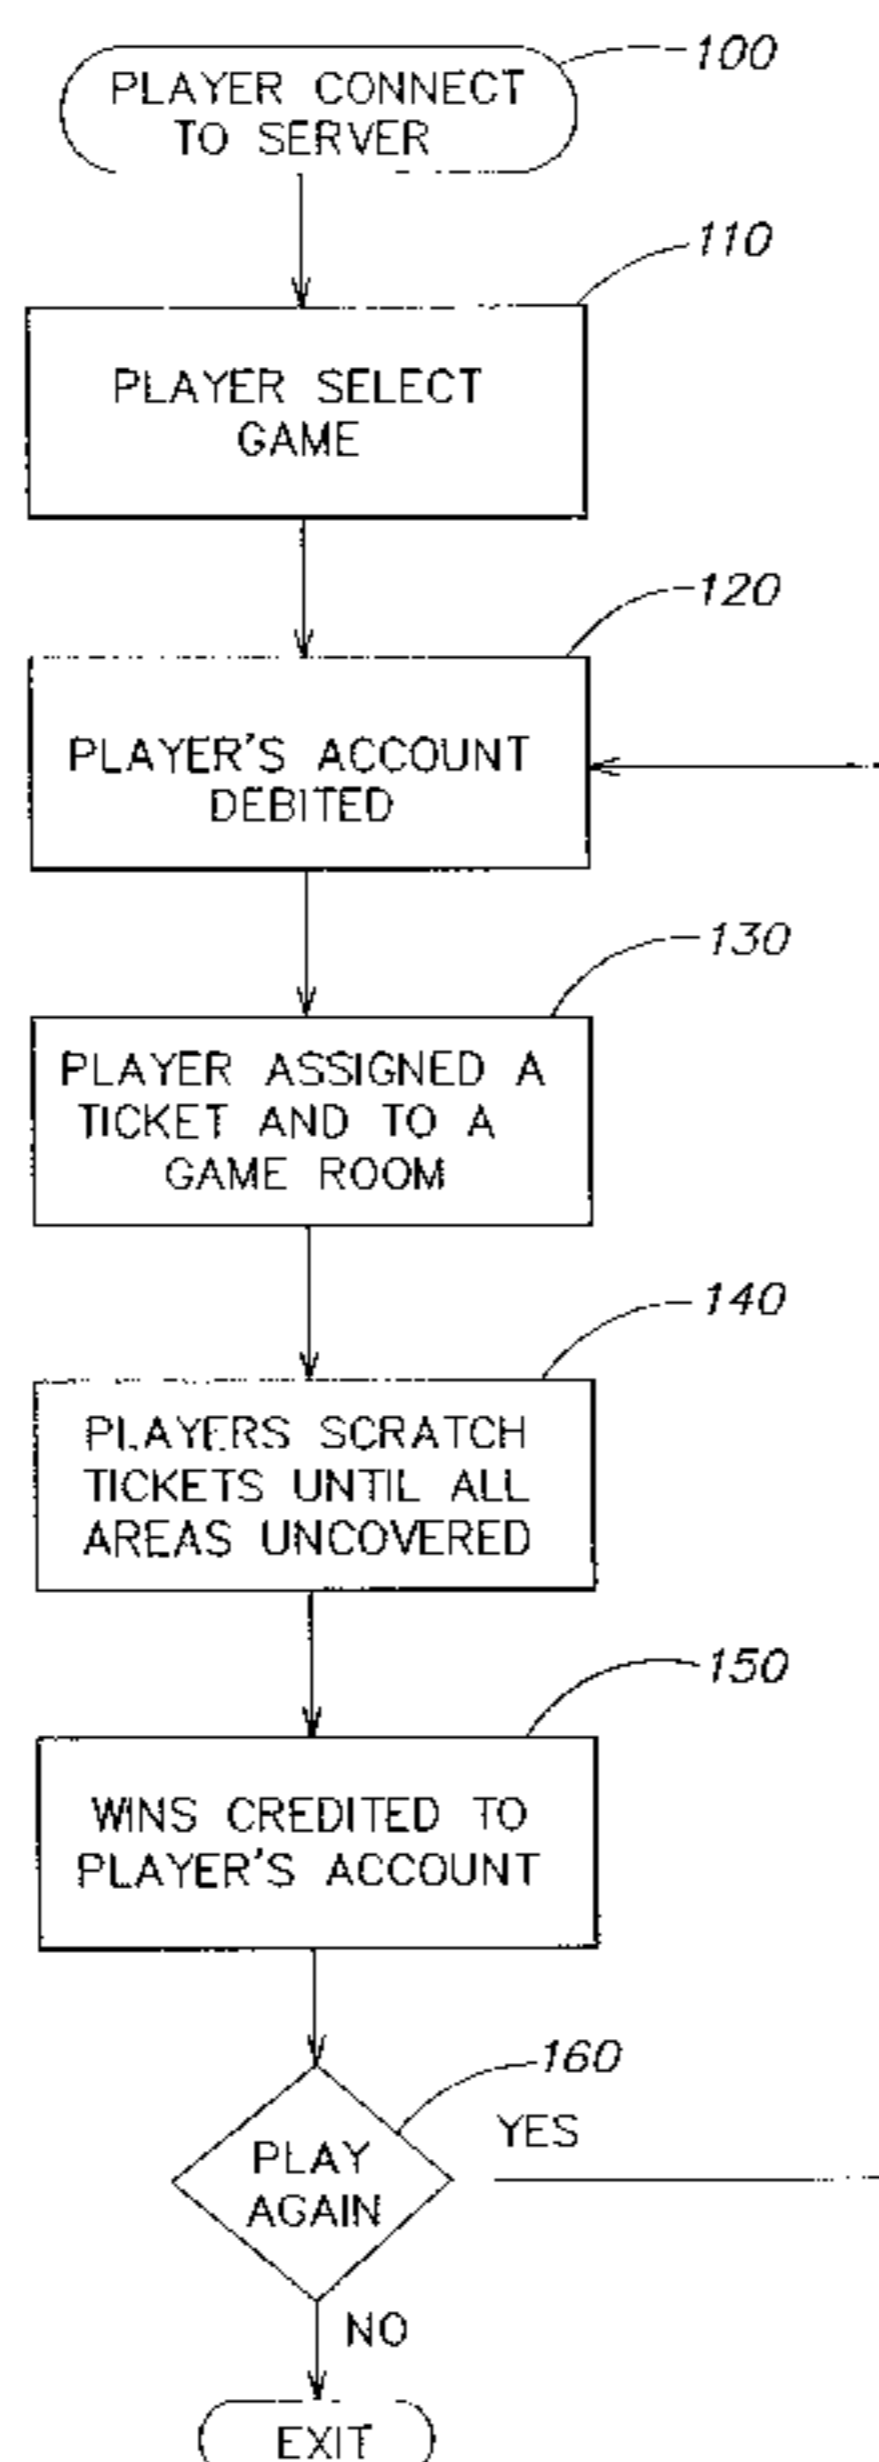 100
PLAYER CONNECT
TO SERVER
110
PLAYER SELECT
GAME
120
PLAYER'S ACCOUNT
DEBITED
130
PLAYER ASSIGNED A
TICKET AND TO A
GAME ROOM
140
PLAYERS SCRATCH
TICKETS UNTIL ALL
AREAS UNCOVERED
150
WINS CREDITED TO
PLAYER'S ACCOUNT
160
YES
PLAY
AGAIN
NO
EXIT